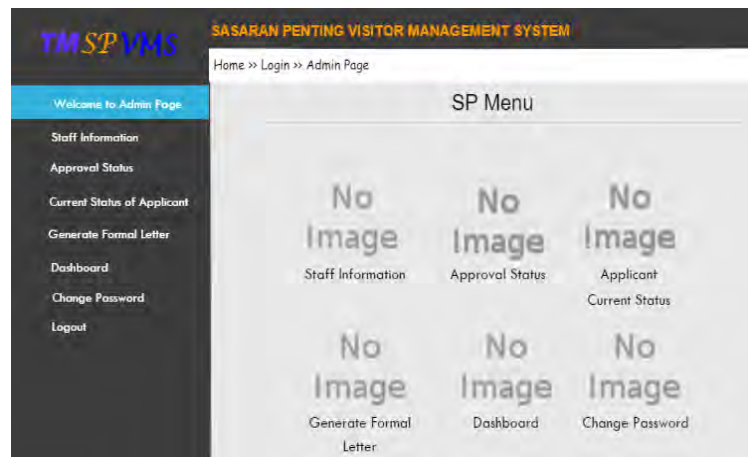 TMSPVMS
SASARAN PENTING VISITOR MANAGEMENT SYSTEM
Home » Login » Admin Page
Welcome to Admin Page
Staff Information
Approval Status
Current Status of Applicant
Generate Formal Letter
Dashboard
Change Password
Logout
SP Menu
No
Image
Staff Information
No
Image
Approval Status
No
Image
Applicant
Current Status
No
Image
Generate Formal
Letter
No
Image
Dashboard
No
Image
Change Password